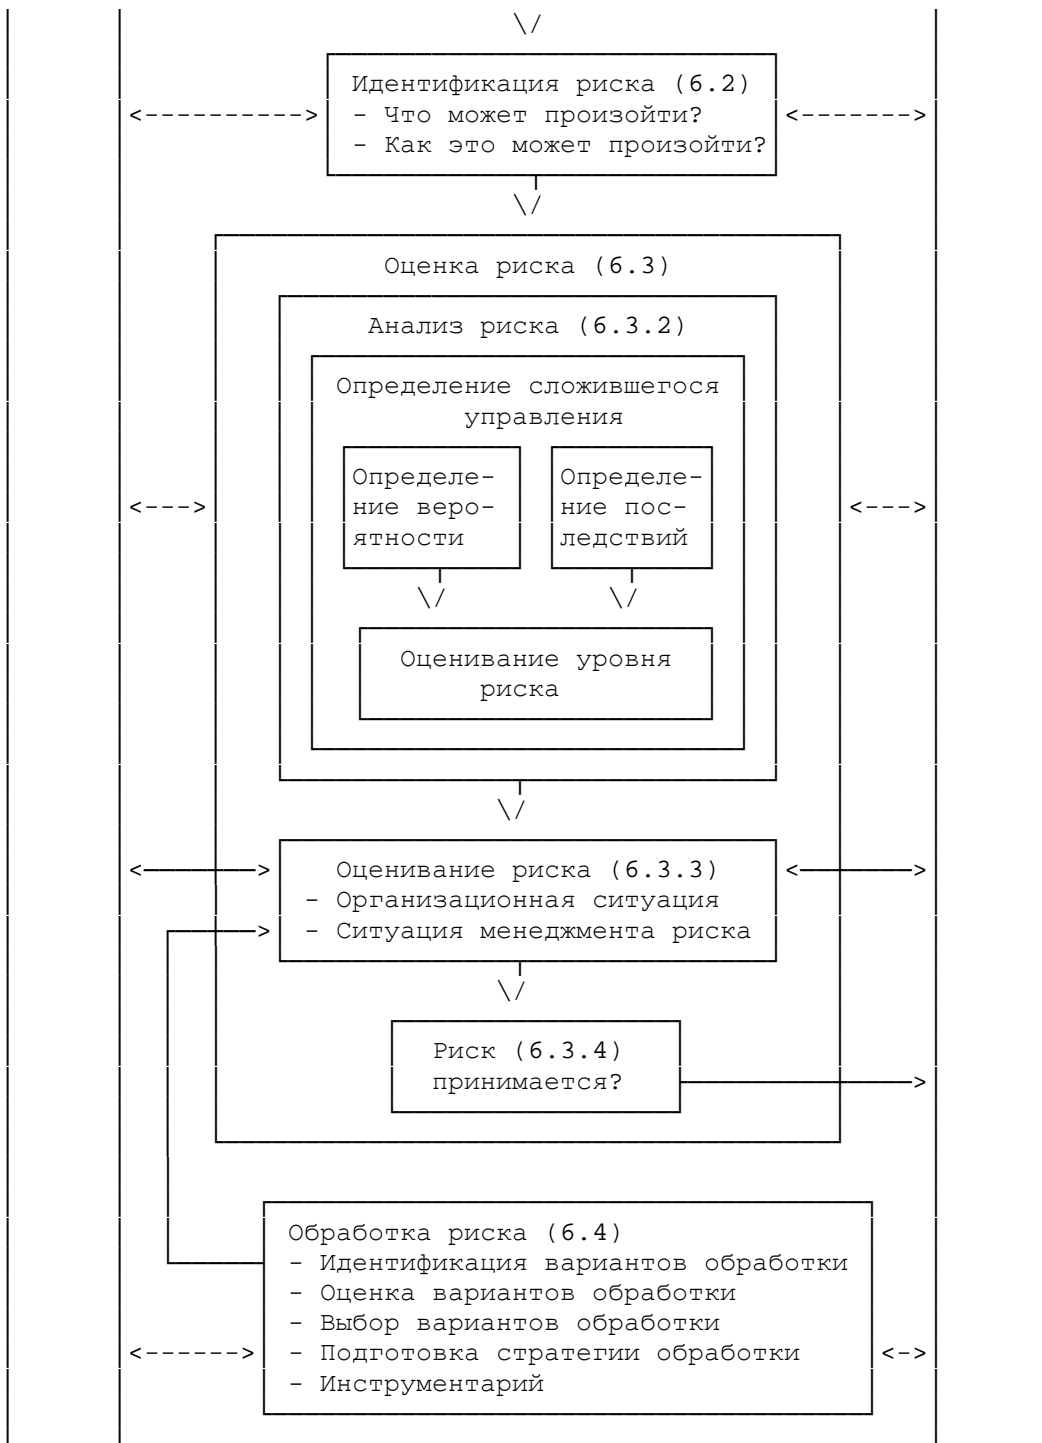 Идентификация риска (6.2)
- Что может произойти?
- Как это может произойти?
Оценка риска (6.3)
Анализ риска (6.3.2)
Определение сложившегося
управления
Определе-
ние веро-
ятности
Определе-
ние пос-
ледствий
Оценивание уровня
риска
Оценивание риска (6.3.3)
- Организационная ситуация
- Ситуация менеджмента риска
Риск (6.3.4)
принимается?
Обработка риска (6.4)
- Идентификация вариантов обработки
- Оценка вариантов обработки
- Выбор вариантов обработки
- Подготовка стратегии обработки
- Инструментарий